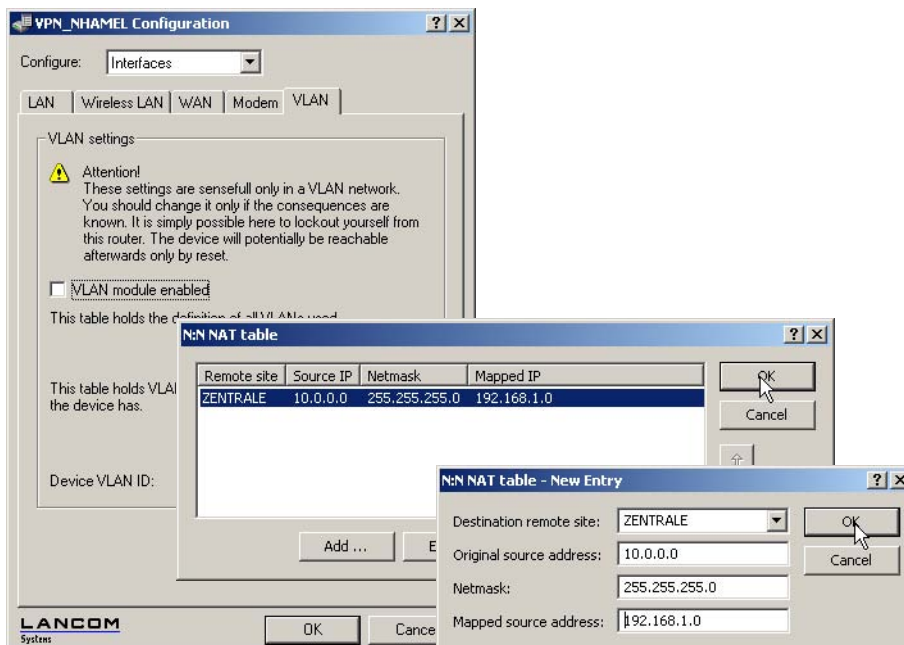 VPN_NHAMEL Configuration
Configure: Interfaces
LAN Wireless LAN WAN Modem VLAN
VLAN settings
Attention!
These settings are sensefull only in a VLAN network.
You should change it only if the consequences are
known. It is simply possible here to lockout yourself from
this router. The device will potentially be reachable
afterwards only by reset.
VLAN module enabled
This table holds the definition of all VLANs used
This table holds
the device has.
Device VLAN ID:
LANCOM
Systems
OK
N:N NAT table
Remote site Source IP Netmask Mapped IP
ZENTRALE 10.0.0.0 255.255.255.0 192.168.1.0
OK
Cancel
Add ...
N:N NAT table - New Entry
Destination remote site: ZENTRALE
OK
Original source address: 10.0.0.0
Cancel
Netmask: 255.255.255.0
Mapped source address: 192.168.1.0